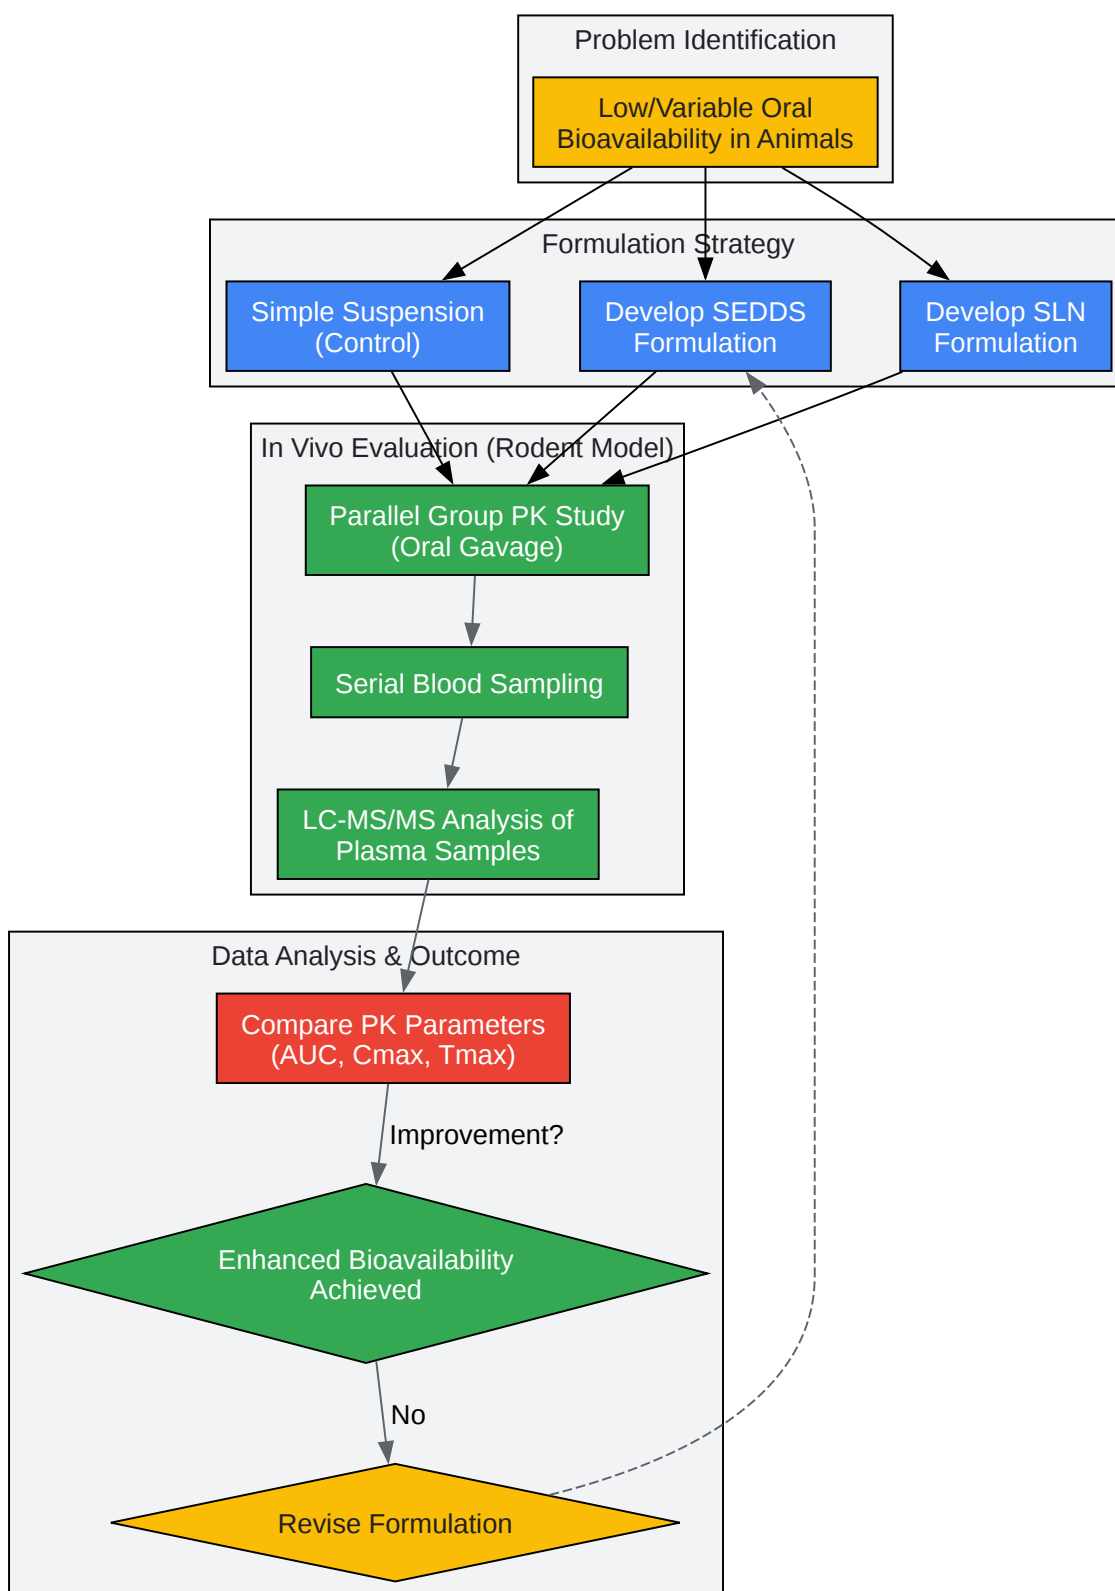 Problem Identification
Low/Variable Oral
Bioavailability in Animals
Formulation Strategy
Simple Suspension
(Control)
Develop SEDDS
Formulation
Develop SLN
Formulation
In Vivo Evaluation (Rodent Model)
Parallel Group PK Study
(Oral Gavage)
Serial Blood Sampling
LC-MS/MS Analysis of
Plasma Samples
Data Analysis & Outcome
Compare PK Parameters
(AUC, Cmax, Tmax)
Improvement?
Enhanced Bioavailability
Achieved
No
Revise Formulation